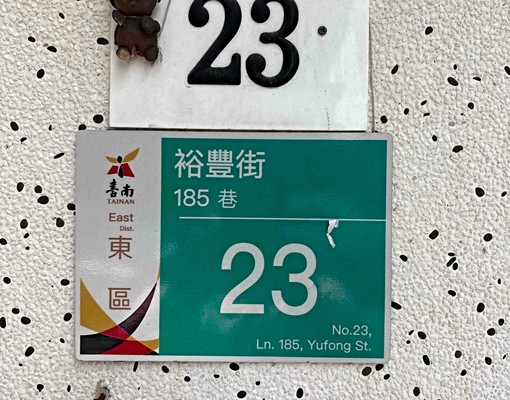 23
臺南
TAINAN
East
Dist.
東
區
裕豐街
185 巷
23
No.23,
Ln. 185, Yufong St.